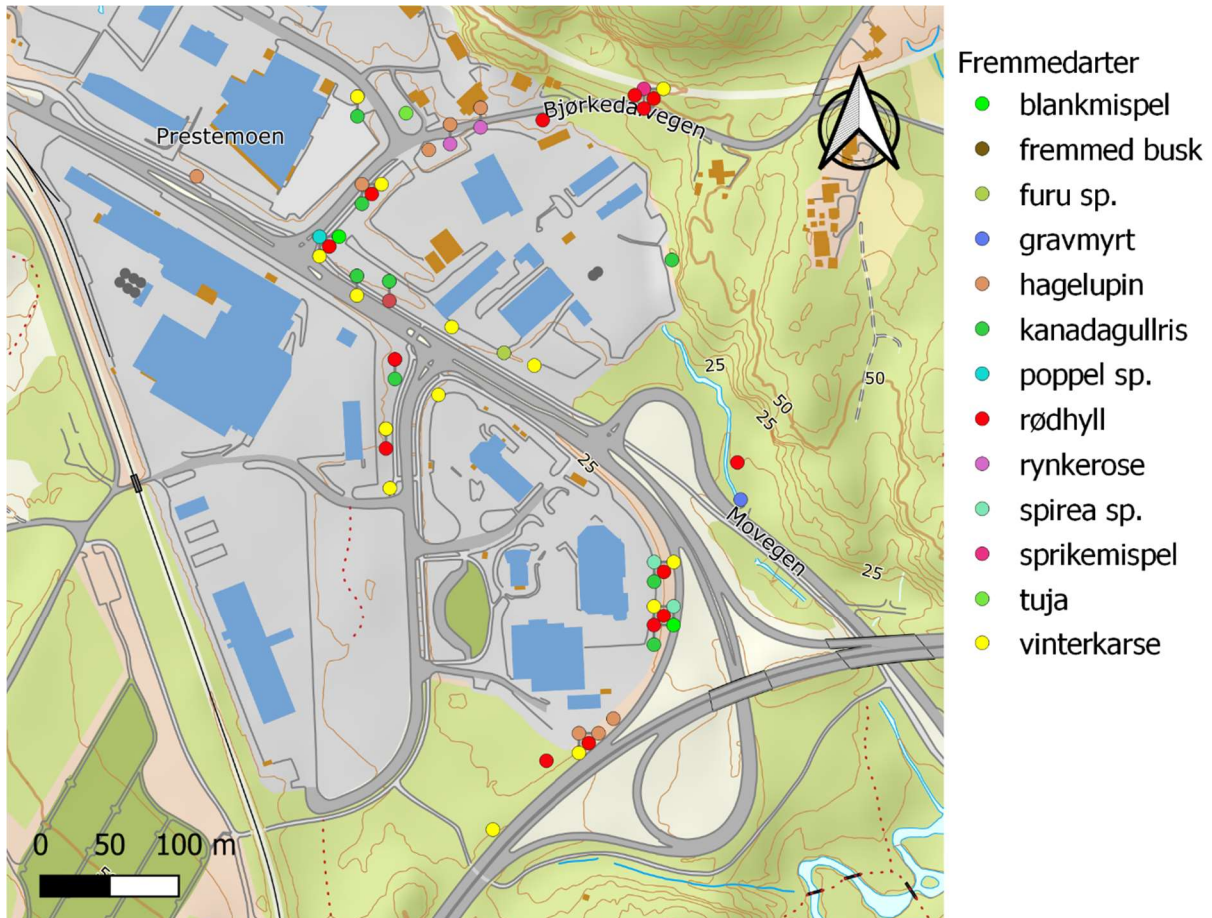 Fremmedarter
blankmispel
fremmed busk
furu sp.
gravmyrt
hagelupin
kanadagullris
poppel sp.
rødhyll
rynkerose
spirea sp.
sprikemispel
tuja
vinterkarse
Bjørkedalvegen
Prestemoen
25
50
50
25
25
Movegen
25
0 50 100 m